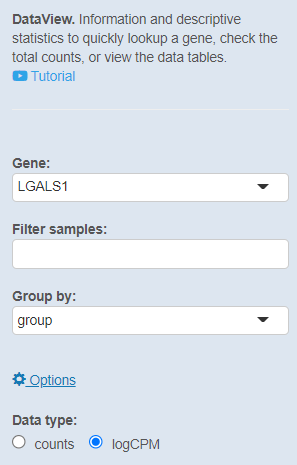 DataView. Information and descriptive
statistics to quickly lookup a gene, check the
total counts, or view the data tables.
Tutorial
Gene:
LGALS1
Filter samples:
Group by:
group
Options
Data type:
counts logCPM